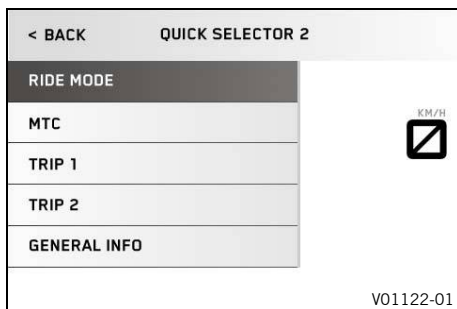 < BACK QUICK SELECTOR 2
RIDE MODE
KM/H
MTC
TRIP 1
TRIP 2
GENERAL INFO
V01122-01